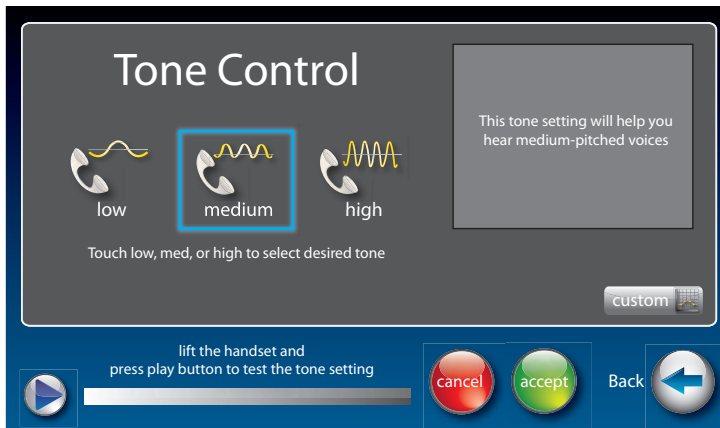 Tone Control
This tone setting will help you
hear medium-pitched voices
low
medium
high
Touch low, med, or high to select desired tone
custom
lift the handset and
press play button to test the tone setting
cancel
accept
Back